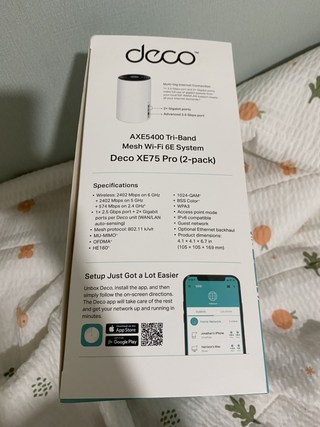 deco™
Multi-Gig Internet Connection
2× Gigabit ports
Advanced 2.5 Gbps port
AXE5400 Tri-Band
Mesh Wi-Fi 6E System
Deco XE75 Pro (2-pack)
Specifications
• Wireless: 2402 Mbps on 6 GHz
+ 2402 Mbps on 5 GHz
+ 574 Mbps on 2.4 GHz
• 1× 2.5 Gbps port + 2× Gigabit
ports per Deco unit (WAN/LAN
auto-sensing)
• Mesh protocol: 802.11 k/v/r
• MU-MIMO
• OFDMA
• HE160
• 1024-QAM
• BSS Color
• WPA3
• Access point mode
• IPv6 compatible
• Guest network
• Optional Ethernet backhaul
• Product dimensions:
4.1 × 4.1 × 6.7 in
(105 × 105 × 169 mm)
Setup Just Got a Lot Easier
Unbox Deco, install the app, and then
simply follow the on-screen directions.
The Deco app will take care of the rest
and get your network up and running in
minutes.
App Store
Google Play